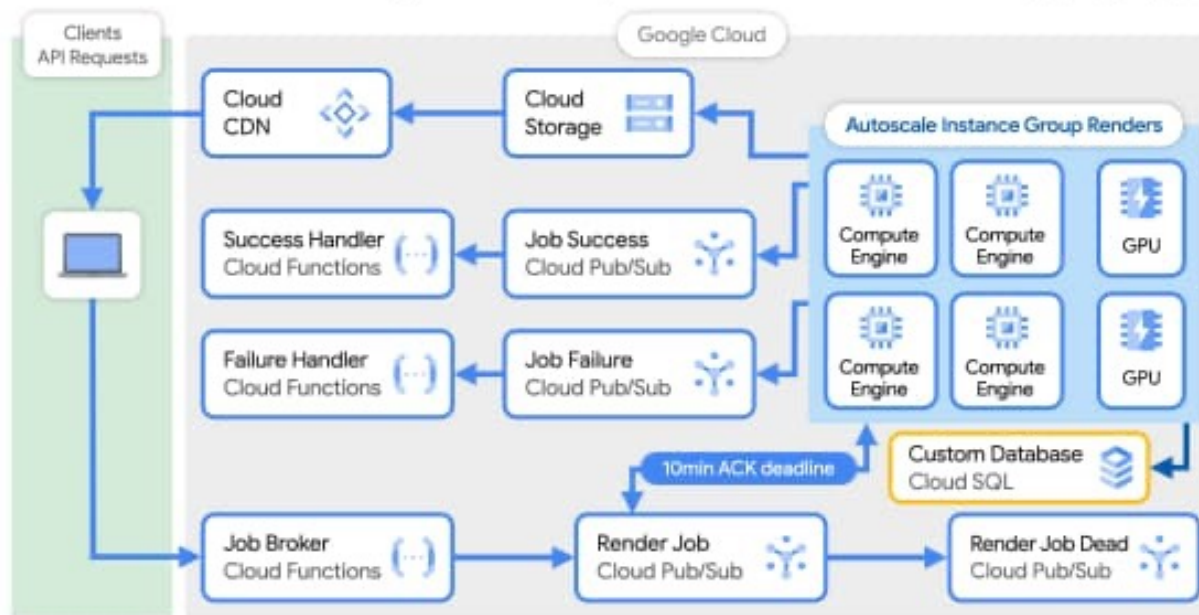 Clients
API Requests
Google Cloud
Cloud
CDN
Cloud
Storage
Autoscale Instance Group Renders
Compute
Engine
Compute
Engine
GPU
Success Handler
Cloud Functions
Job Success
Cloud Pub/Sub
Compute
Engine
Compute
Engine
GPU
Failure Handler
Cloud Functions
Job Failure
Cloud Pub/Sub
10min ACK deadline
Custom Database
Cloud SQL
Job Broker
Cloud Functions
Render Job
Cloud Pub/Sub
Render Job Dead
Cloud Pub/Sub